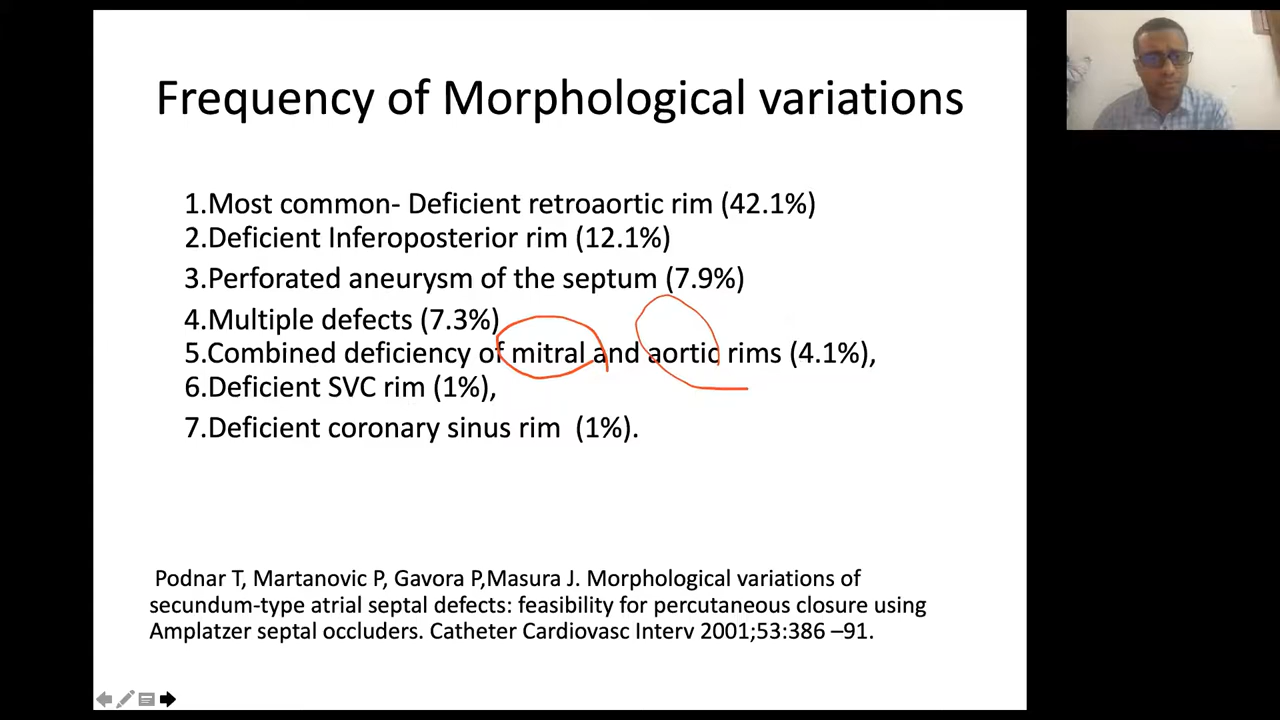 Frequency of Morphological variations
1.Most common- Deficient retroaortic rim (42.1%)
2.Deficient Inferoposterior rim (12.1%)
3.Perforated aneurysm of the septum (7.9%)
4.Multiple defects (7.3%)
5.Combined deficiency of mitral and aortic rims (4.1%),
6.Deficient SVC rim (1%),
7.Deficient coronary sinus rim (1%).
Podnar T, Martanovic P, Gavora P,Masura J. Morphological variations of
secundum-type atrial septal defects: feasibility for percutaneous closure using
Amplatzer septal occluders. Catheter Cardiovasc Interv 2001;53:386 –91.